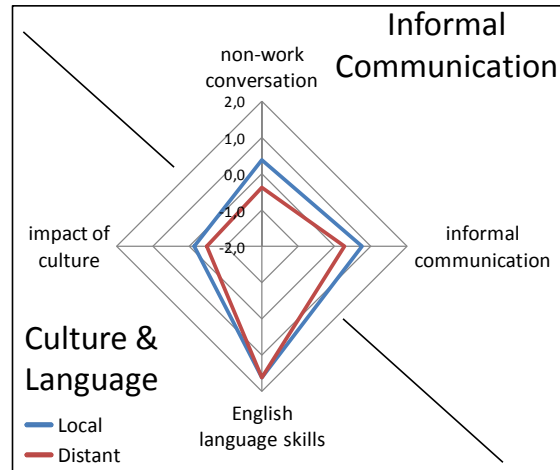 Informal
Communication
non-work
conversation
2,0
1,0
0,0
-1,0
-2,0
impact of
culture
informal
communication
Culture &
Language
English
language skills
Local
Distant